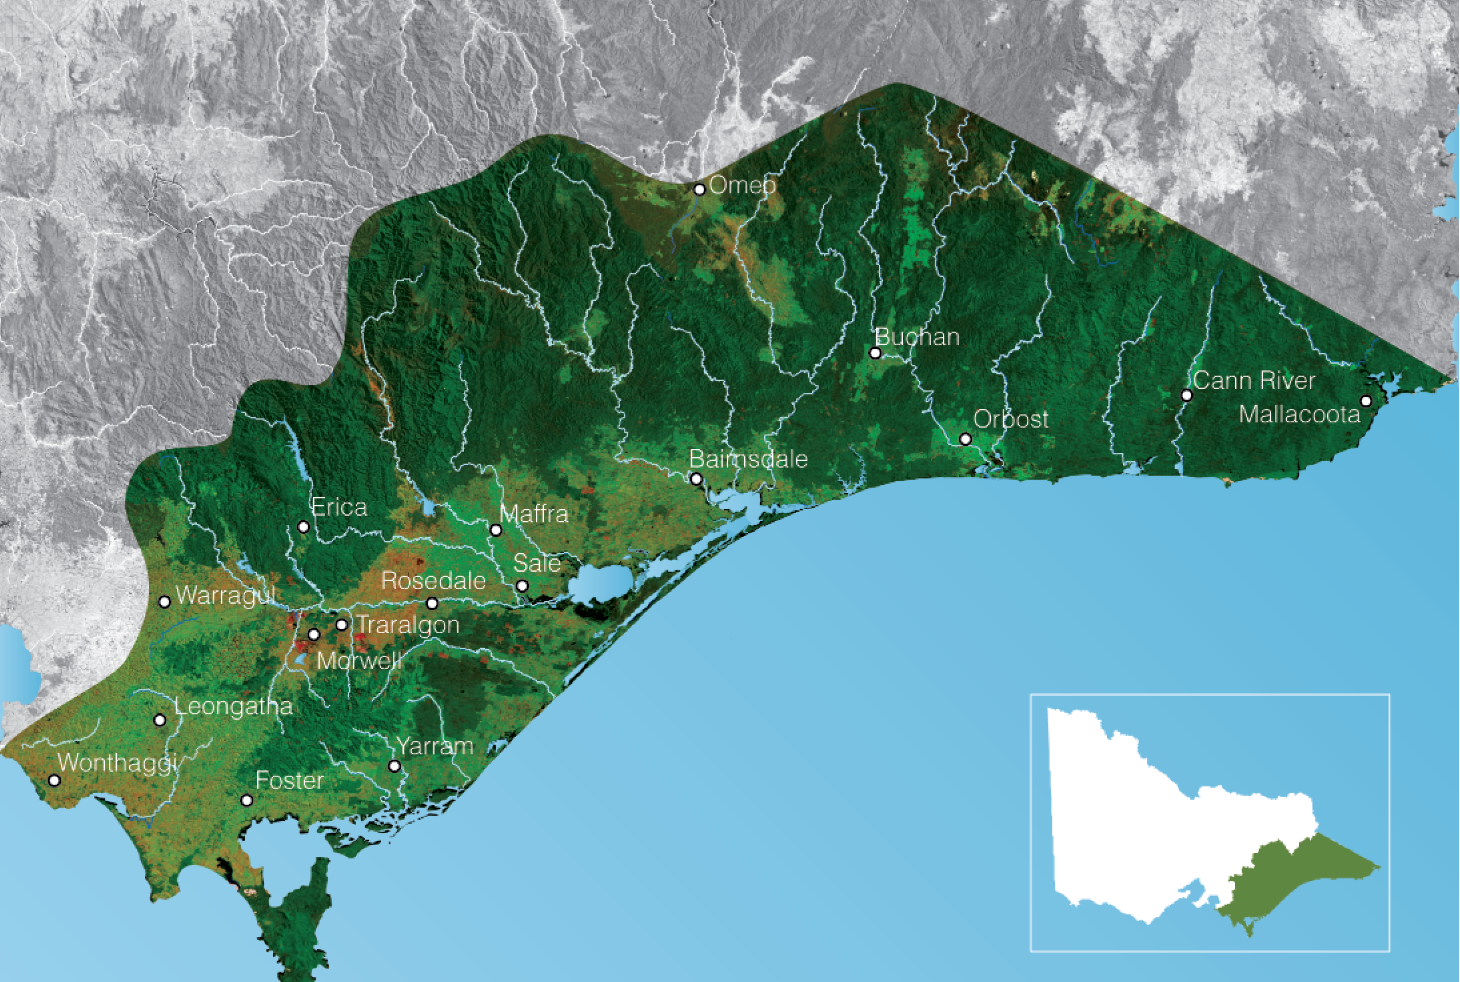 Omeo
Buchan
Cann River
Mallacoota
Orbost
Bairnsdale
Erica
Maffra
Sale
Rosedale
Warragul
Traralgon
Morwell
Leongatha
Yarram
Wonthaggi
Foster